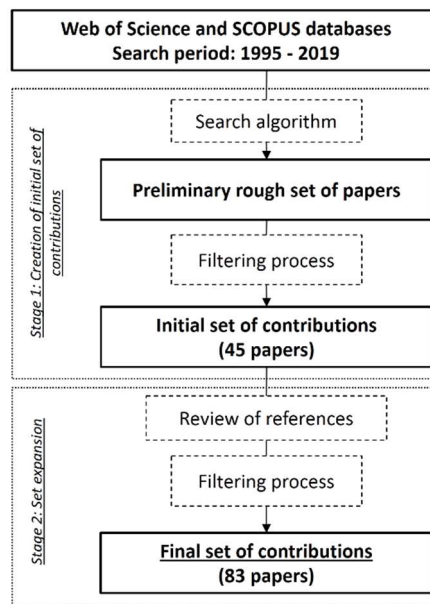 Web of Science and SCOPUS databases
Search period: 1995 - 2019
Stage 1: Creation of initial set of
contributions
Search algorithm
Preliminary rough set of papers
Filtering process
Initial set of contributions
(45 papers)
Stage 2: Set expansion
Review of references
Filtering process
Final set of contributions
(83 papers)